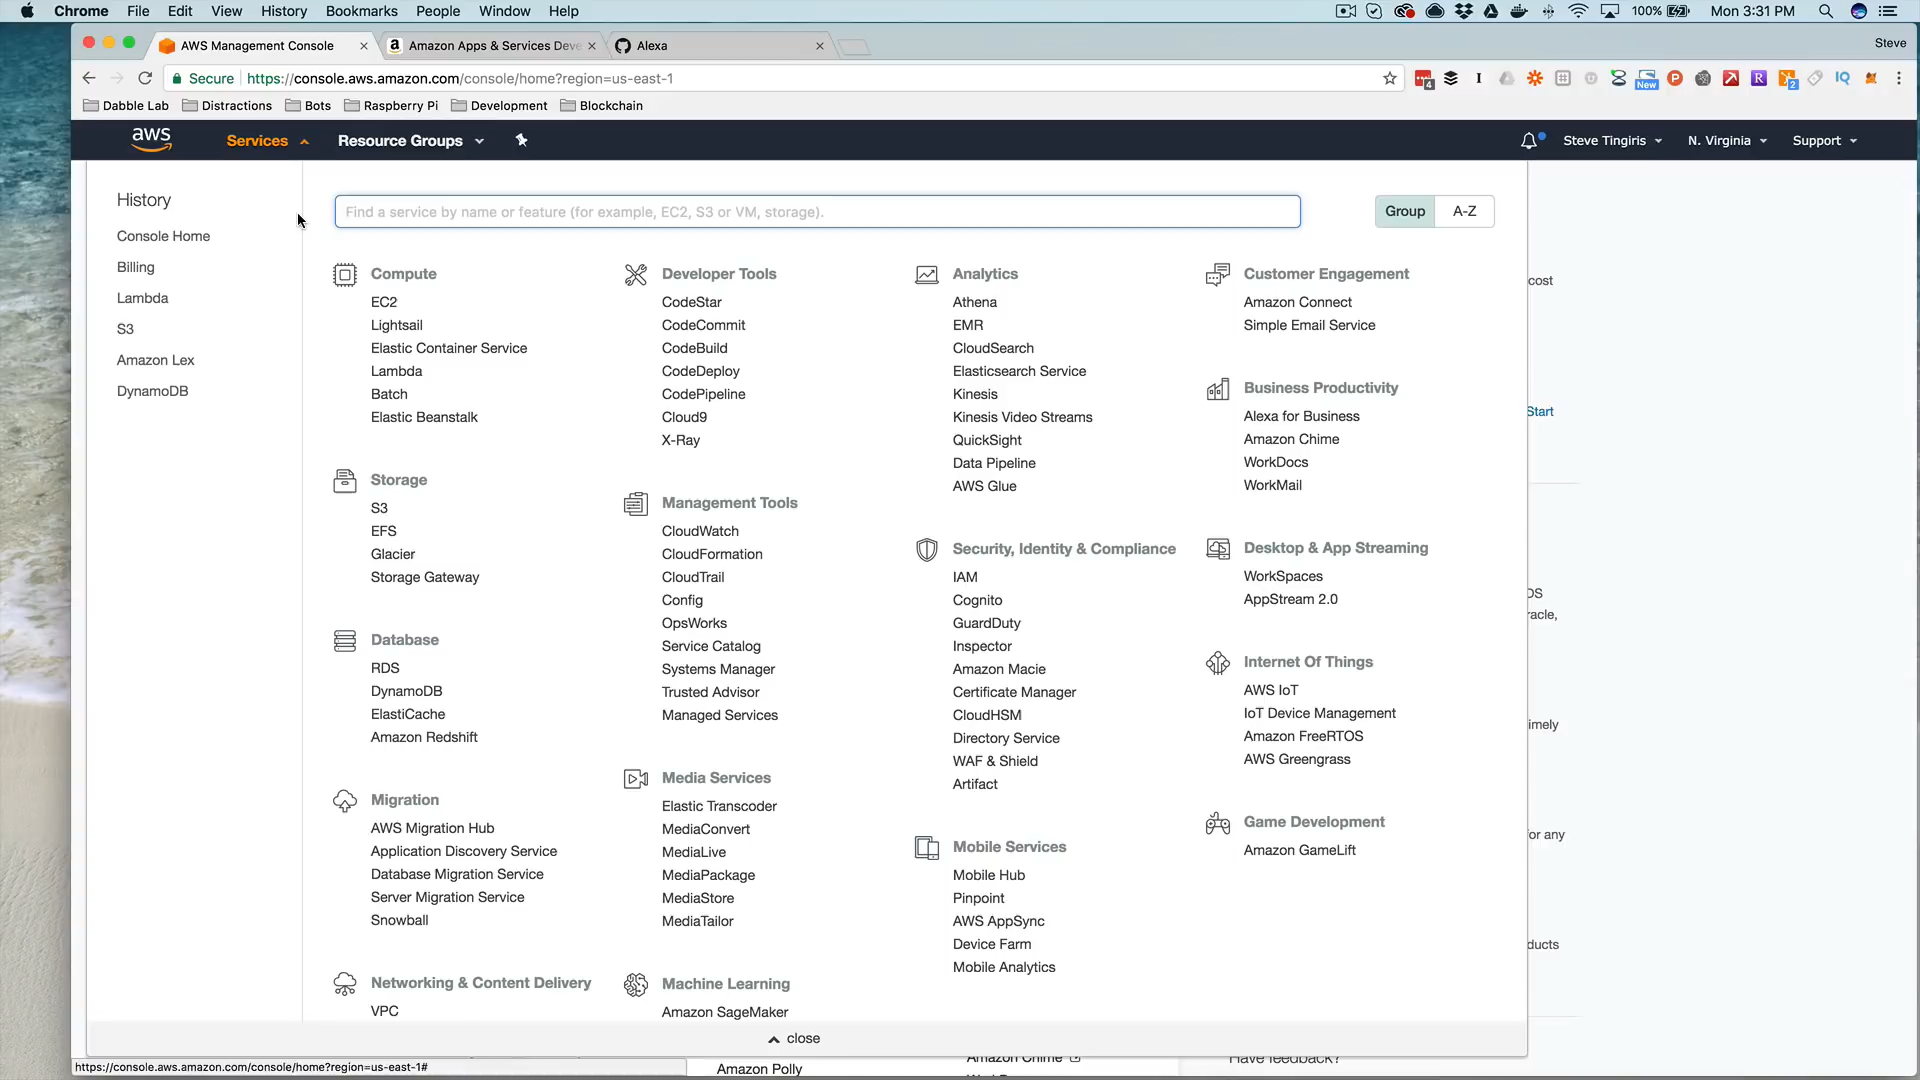 Chrome File Edit View History Bookmarks People Window Help
100% Mon 3:31 PM
AWS Management Console
Amazon Apps & Services Deve
Alexa
Steve
Secure https://console.aws.amazon.com/console/home?region=us-east-1
4 New 2 IQ
Dabble Lab Distractions Bots Raspberry Pi Development Blockchain
aws Services Resource Groups Steve Tingiris N. Virginia Support
History
Console Home
Billing
Lambda
S3
Amazon Lex
DynamoDB
Find a service by name or feature (for example, EC2, S3 or VM, storage).
Group A-Z
Compute
EC2
Lightsail
Elastic Container Service
Lambda
Batch
Elastic Beanstalk
Storage
S3
EFS
Glacier
Storage Gateway
Database
RDS
DynamoDB
ElastiCache
Amazon Redshift
Migration
AWS Migration Hub
Application Discovery Service
Database Migration Service
Server Migration Service
Snowball
Networking & Content Delivery
VPC
Developer Tools
CodeStar
CodeCommit
CodeBuild
CodeDeploy
CodePipeline
Cloud9
X-Ray
Management Tools
CloudWatch
CloudFormation
CloudTrail
Config
OpsWorks
Service Catalog
Systems Manager
Trusted Advisor
Managed Services
Media Services
Elastic Transcoder
MediaConvert
MediaLive
MediaPackage
MediaStore
MediaTailor
Machine Learning
Amazon SageMaker
Analytics
Athena
EMR
CloudSearch
Elasticsearch Service
Kinesis
Kinesis Video Streams
QuickSight
Data Pipeline
AWS Glue
Security, Identity & Compliance
IAM
Cognito
GuardDuty
Inspector
Amazon Macie
Certificate Manager
CloudHSM
Directory Service
WAF & Shield
Artifact
Mobile Services
Mobile Hub
Pinpoint
AWS AppSync
Device Farm
Mobile Analytics
Customer Engagement
Amazon Connect
Simple Email Service
Business Productivity
Alexa for Business
Amazon Chime
WorkDocs
WorkMail
Desktop & App Streaming
WorkSpaces
AppStream 2.0
Internet Of Things
AWS IoT
IoT Device Management
Amazon FreeRTOS
AWS Greengrass
Game Development
Amazon GameLift
cost
Start
racle,
imely
or any
ducts
close
https://console.aws.amazon.com/console/home?region=us-east-1#
Amazon Polly
Amazon Chime
Have feedback?